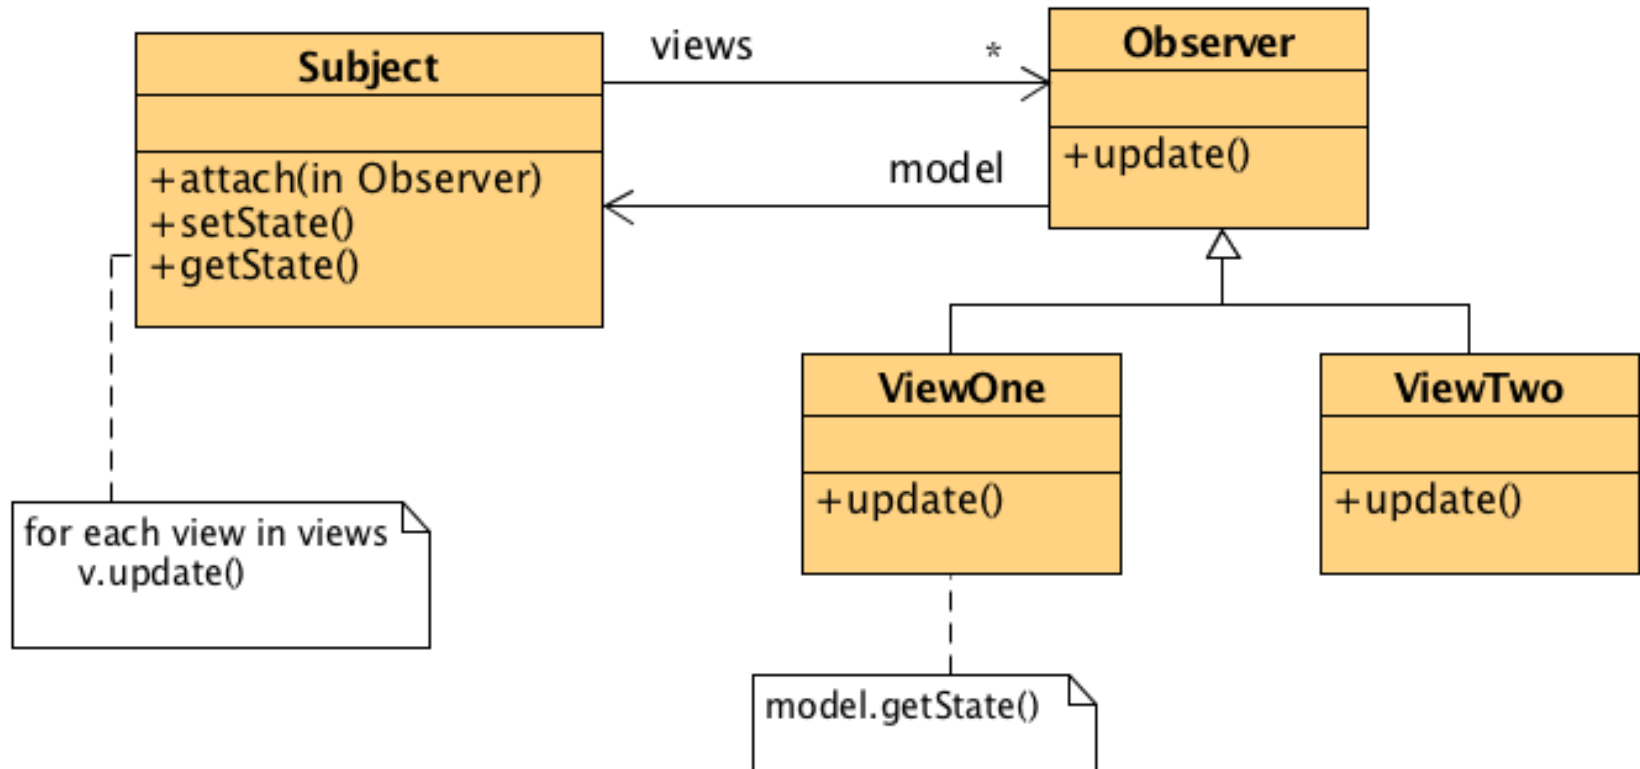 Subject
+attach(in Observer)
+setState()
+getState()
views
*
model
Observer
+update()
ViewOne
+update()
ViewTwo
+update()
for each view in views
v.update()
model.getState()